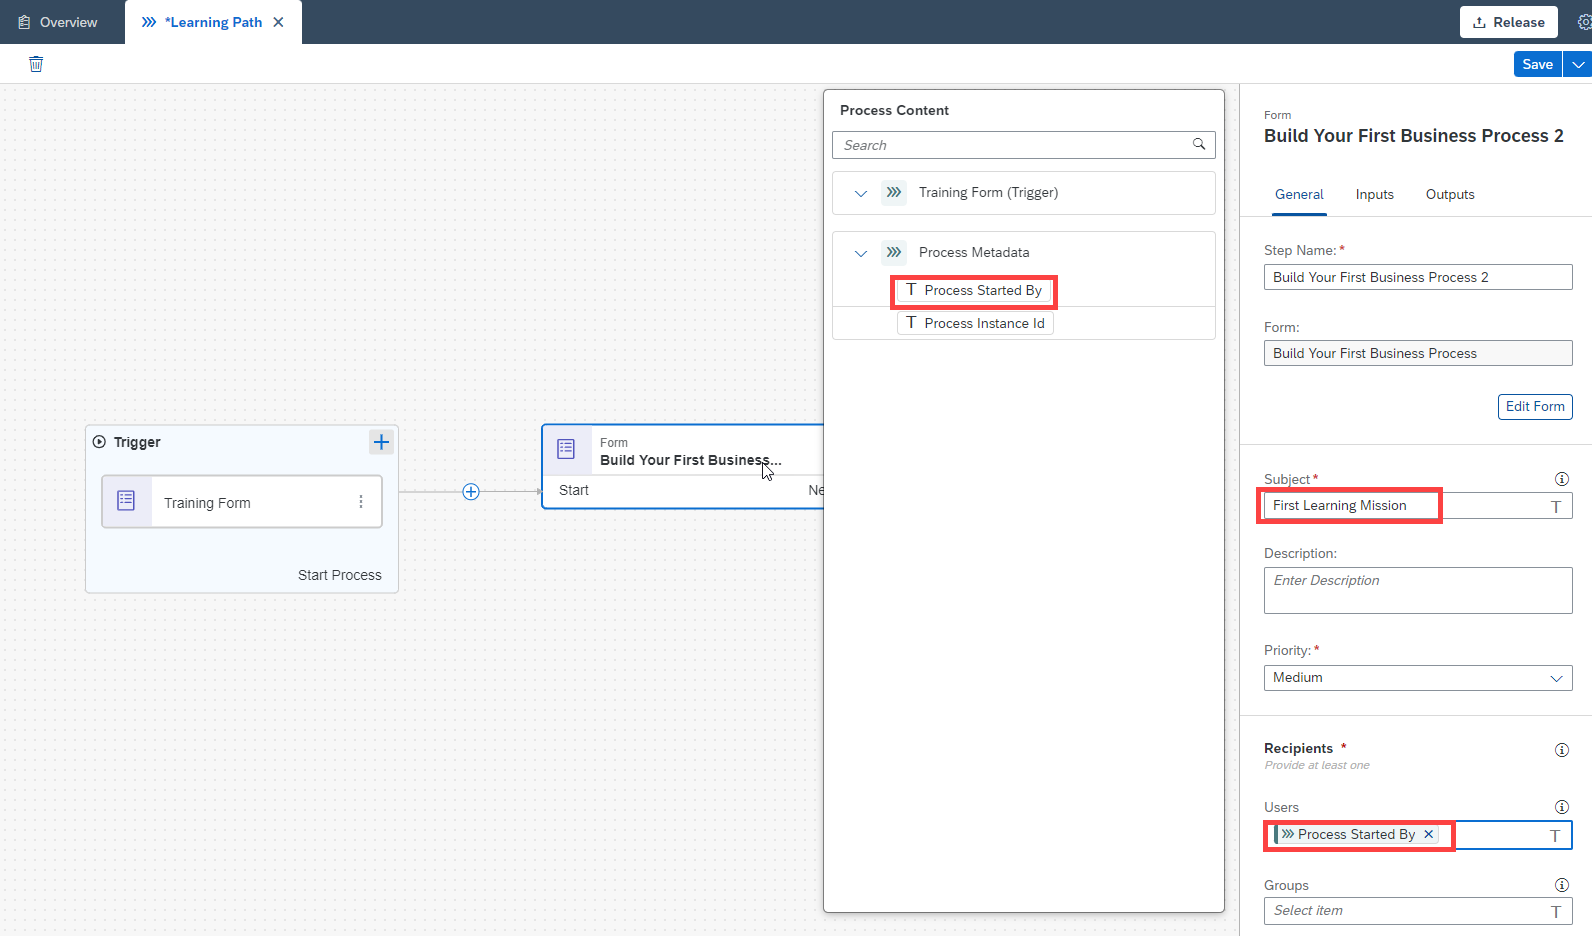 Overview
*Learning Path
Release
Save
Process Content
Search
Training Form (Trigger)
Process Metadata
T Process Started By
T Process Instance Id
Trigger
Training Form
Start Process
Form
Build Your First Business...
Start
Ne
Form
Build Your First Business Process 2
General Inputs Outputs
Step Name: *
Build Your First Business Process 2
Form:
Build Your First Business Process
Edit Form
Subject *
First Learning Mission T
Description:
Enter Description
Priority: *
Medium
Recipients *
Provide at least one
Users
Process Started By T
Groups
Select item T